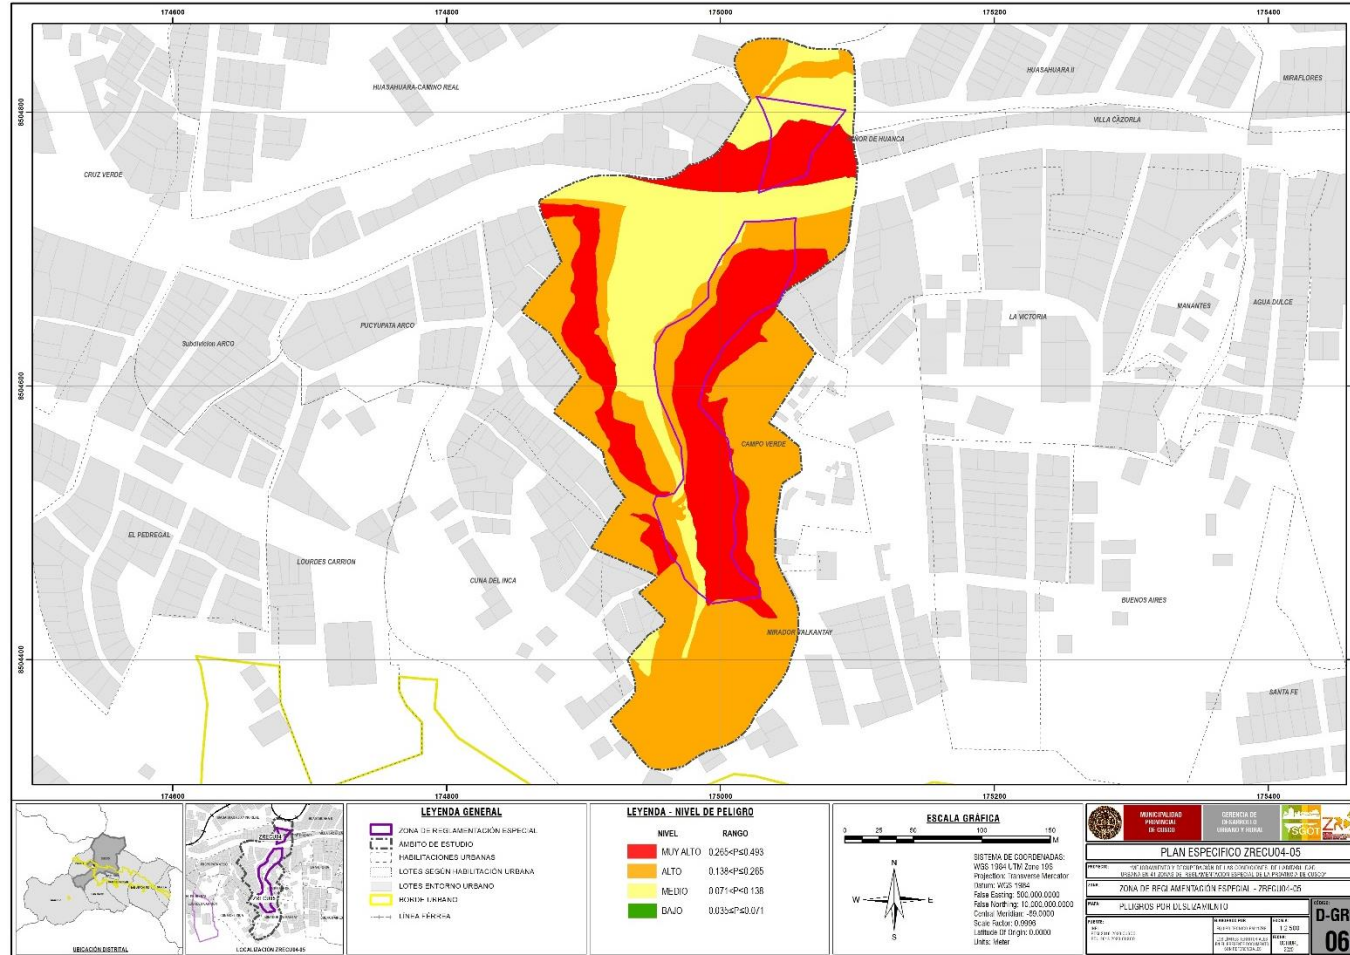 174600
174800
175000
175200
175400
8504800
8504600
8504400
HUASAHUARA-CAMINO REAL
HUASAHUARA II
MIRAFLORES
VILLA CAZORLA
CRUZ VERDE
PUCYUPATA ARCO
Subdivicion ARCO
LA VICTORIA
MANANTES
AGUA DULCE
CAMPO VERDE
EL PEDREGAL
LOURDES CARRION
CUNA DEL INCA
BUENOS AIRES
MIRADOR SALKANTAY
SANTA FE
UBICACIÓN DISTRITAL
LOCALIZACIÓN ZRECU04-05
LEYENDA GENERAL
ZONA DE REGLAMENTACIÓN ESPECIAL
ÁMBITO DE ESTUDIO
HABILITACIONES URBANAS
LOTES SEGÚN HABILITACIÓN URBANA
LOTES ENTORNO URBANO
BORDE URBANO
LÍNEA FÉRREA
LEYENDA - NIVEL DE PELIGRO
NIVEL RANGO
MUY ALTO 0.265<P≤0.493
ALTO 0.138<P≤0.265
MEDIO 0.071<P≤0.138
BAJO 0.035≤P≤0.071
ESCALA GRÁFICA
0 25 50 100 150
M
N
W E
S
SISTEMA DE COORDENADAS:
WGS 1984 UTM Zone 19S
Projection: Transverse Mercator
Datum: WGS 1984
False Easting: 500,000.0000
False Northing: 10,000,000.0000
Central Meridian: -69.0000
Scale Factor: 0.9996
Latitude Of Origin: 0.0000
Units: Meter
MUNICIPALIDAD
PROVINCIAL
DE CUSCO
GERENCIA DE
DESARROLLO
URBANO Y RURAL
SGOT
PLAN ESPECIFICO ZRECU04-05
ZONA DE REGLAMENTACIÓN ESPECIAL - ZRECU04-05
PELIGROS POR DESLIZAMIENTO
D-GR
06